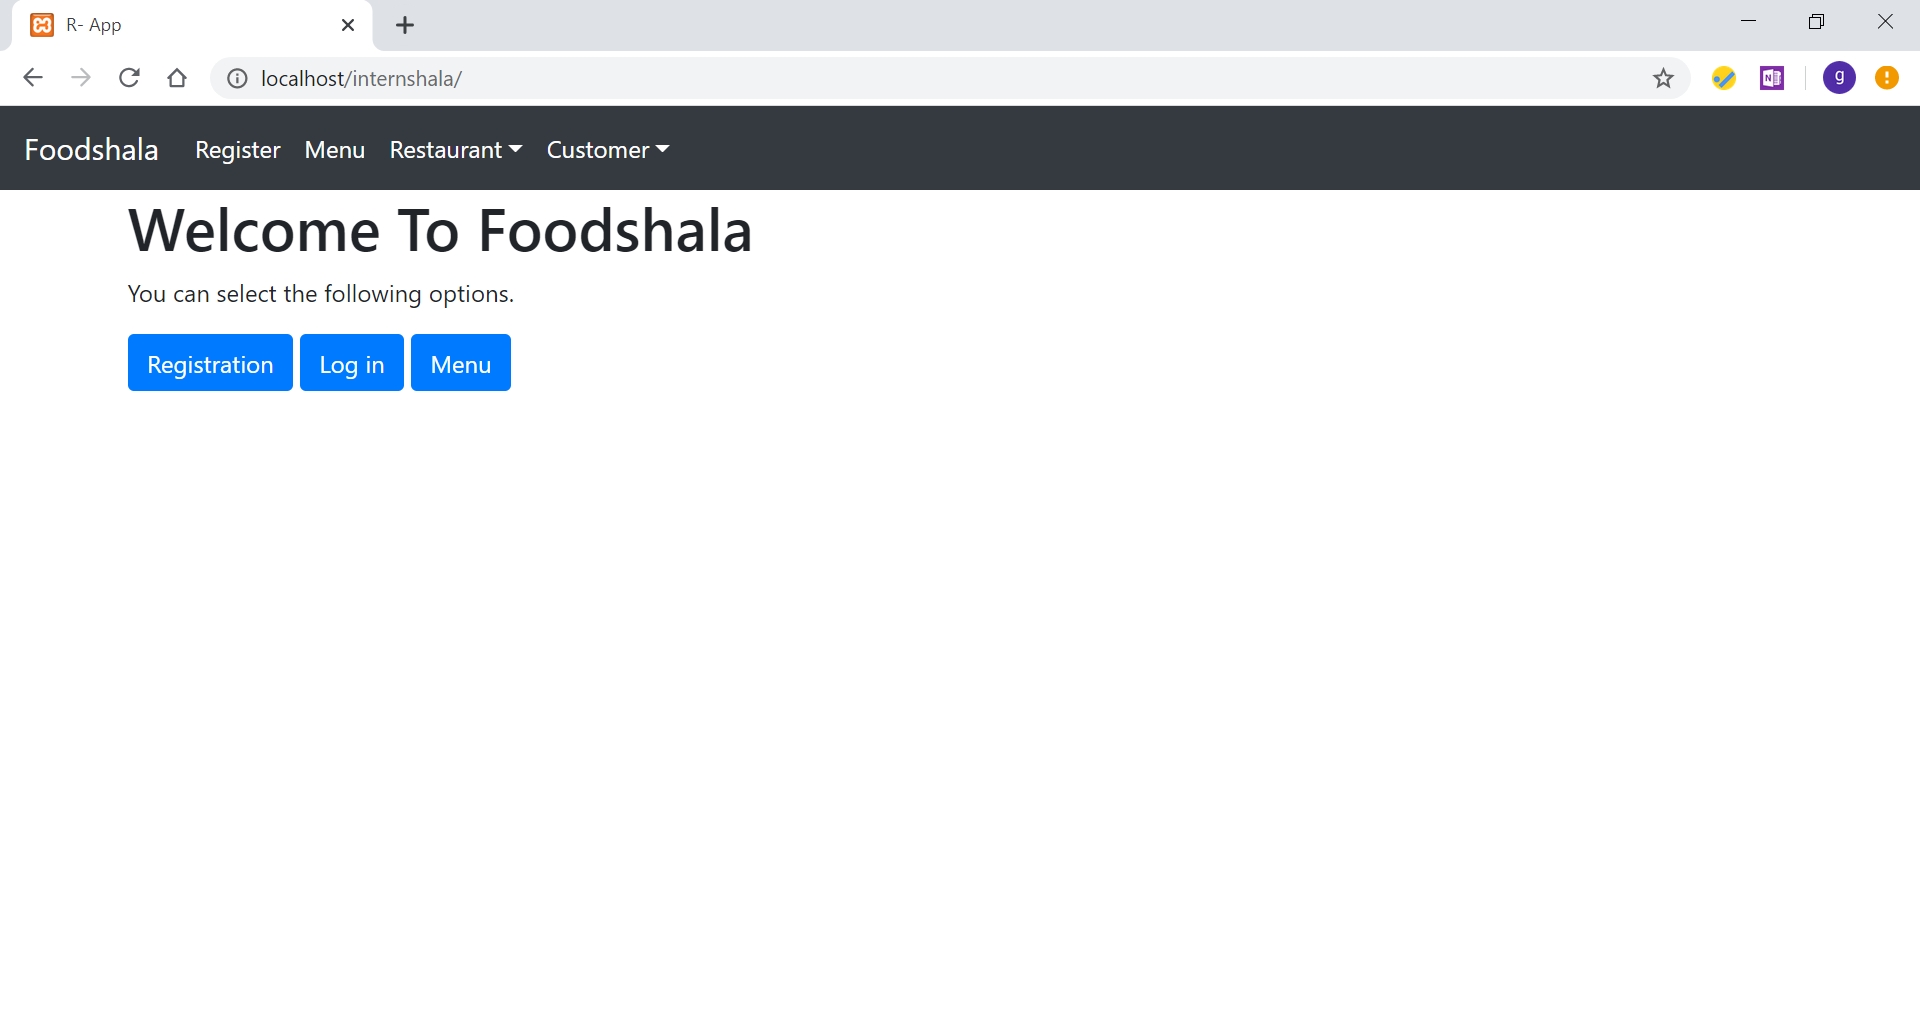 R- App
localhost/internshala/
g
Foodshala Register Menu Restaurant Customer
Welcome To Foodshala
You can select the following options.
Registration Log in Menu